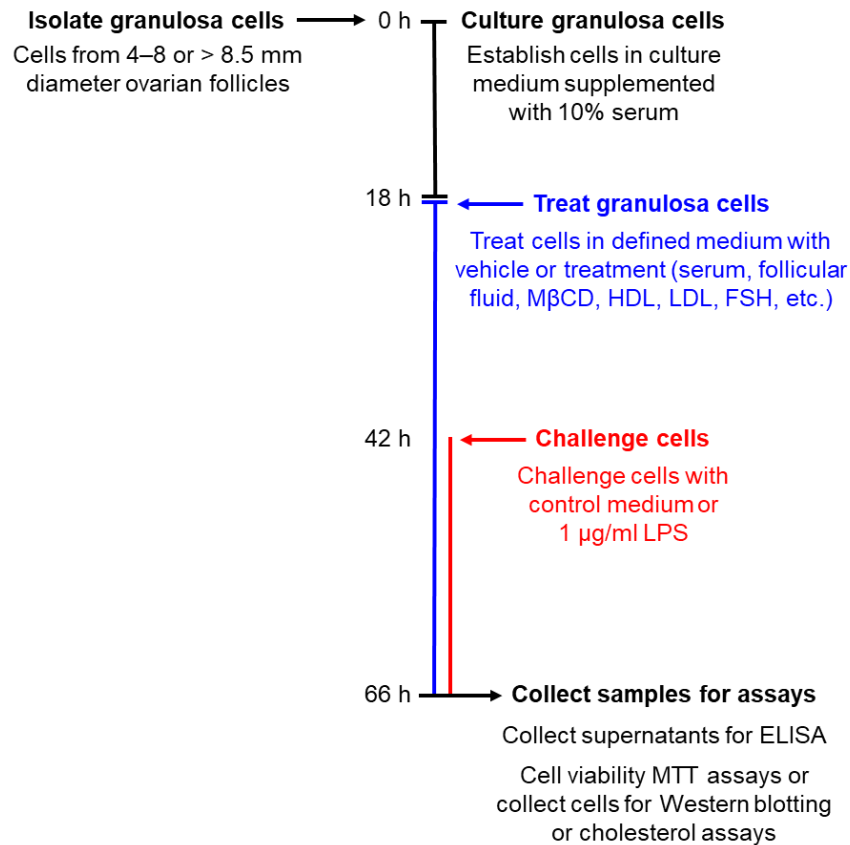 Isolate granulosa cells
Cells from 4–8 or > 8.5 mm
diameter ovarian follicles
0 h
Culture granulosa cells
Establish cells in culture
medium supplemented
with 10% serum
18 h
Treat granulosa cells
Treat cells in defined medium with
vehicle or treatment (serum, follicular
fluid, MβCD, HDL, LDL, FSH, etc.)
42 h
Challenge cells
Challenge cells with
control medium or
1 µg/ml LPS
66 h
Collect samples for assays
Collect supernatants for ELISA
Cell viability MTT assays or
collect cells for Western blotting
or cholesterol assays